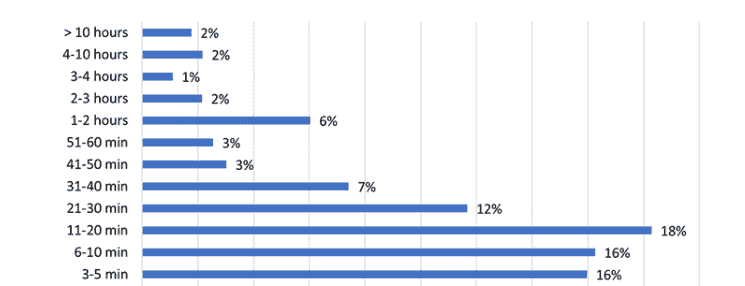 > 10 hours 2%
4-10 hours 2%
3-4 hours 1%
2-3 hours 2%
1-2 hours 6%
51-60 min 3%
41-50 min 3%
31-40 min 7%
21-30 min 12%
11-20 min 18%
6-10 min 16%
3-5 min 16%